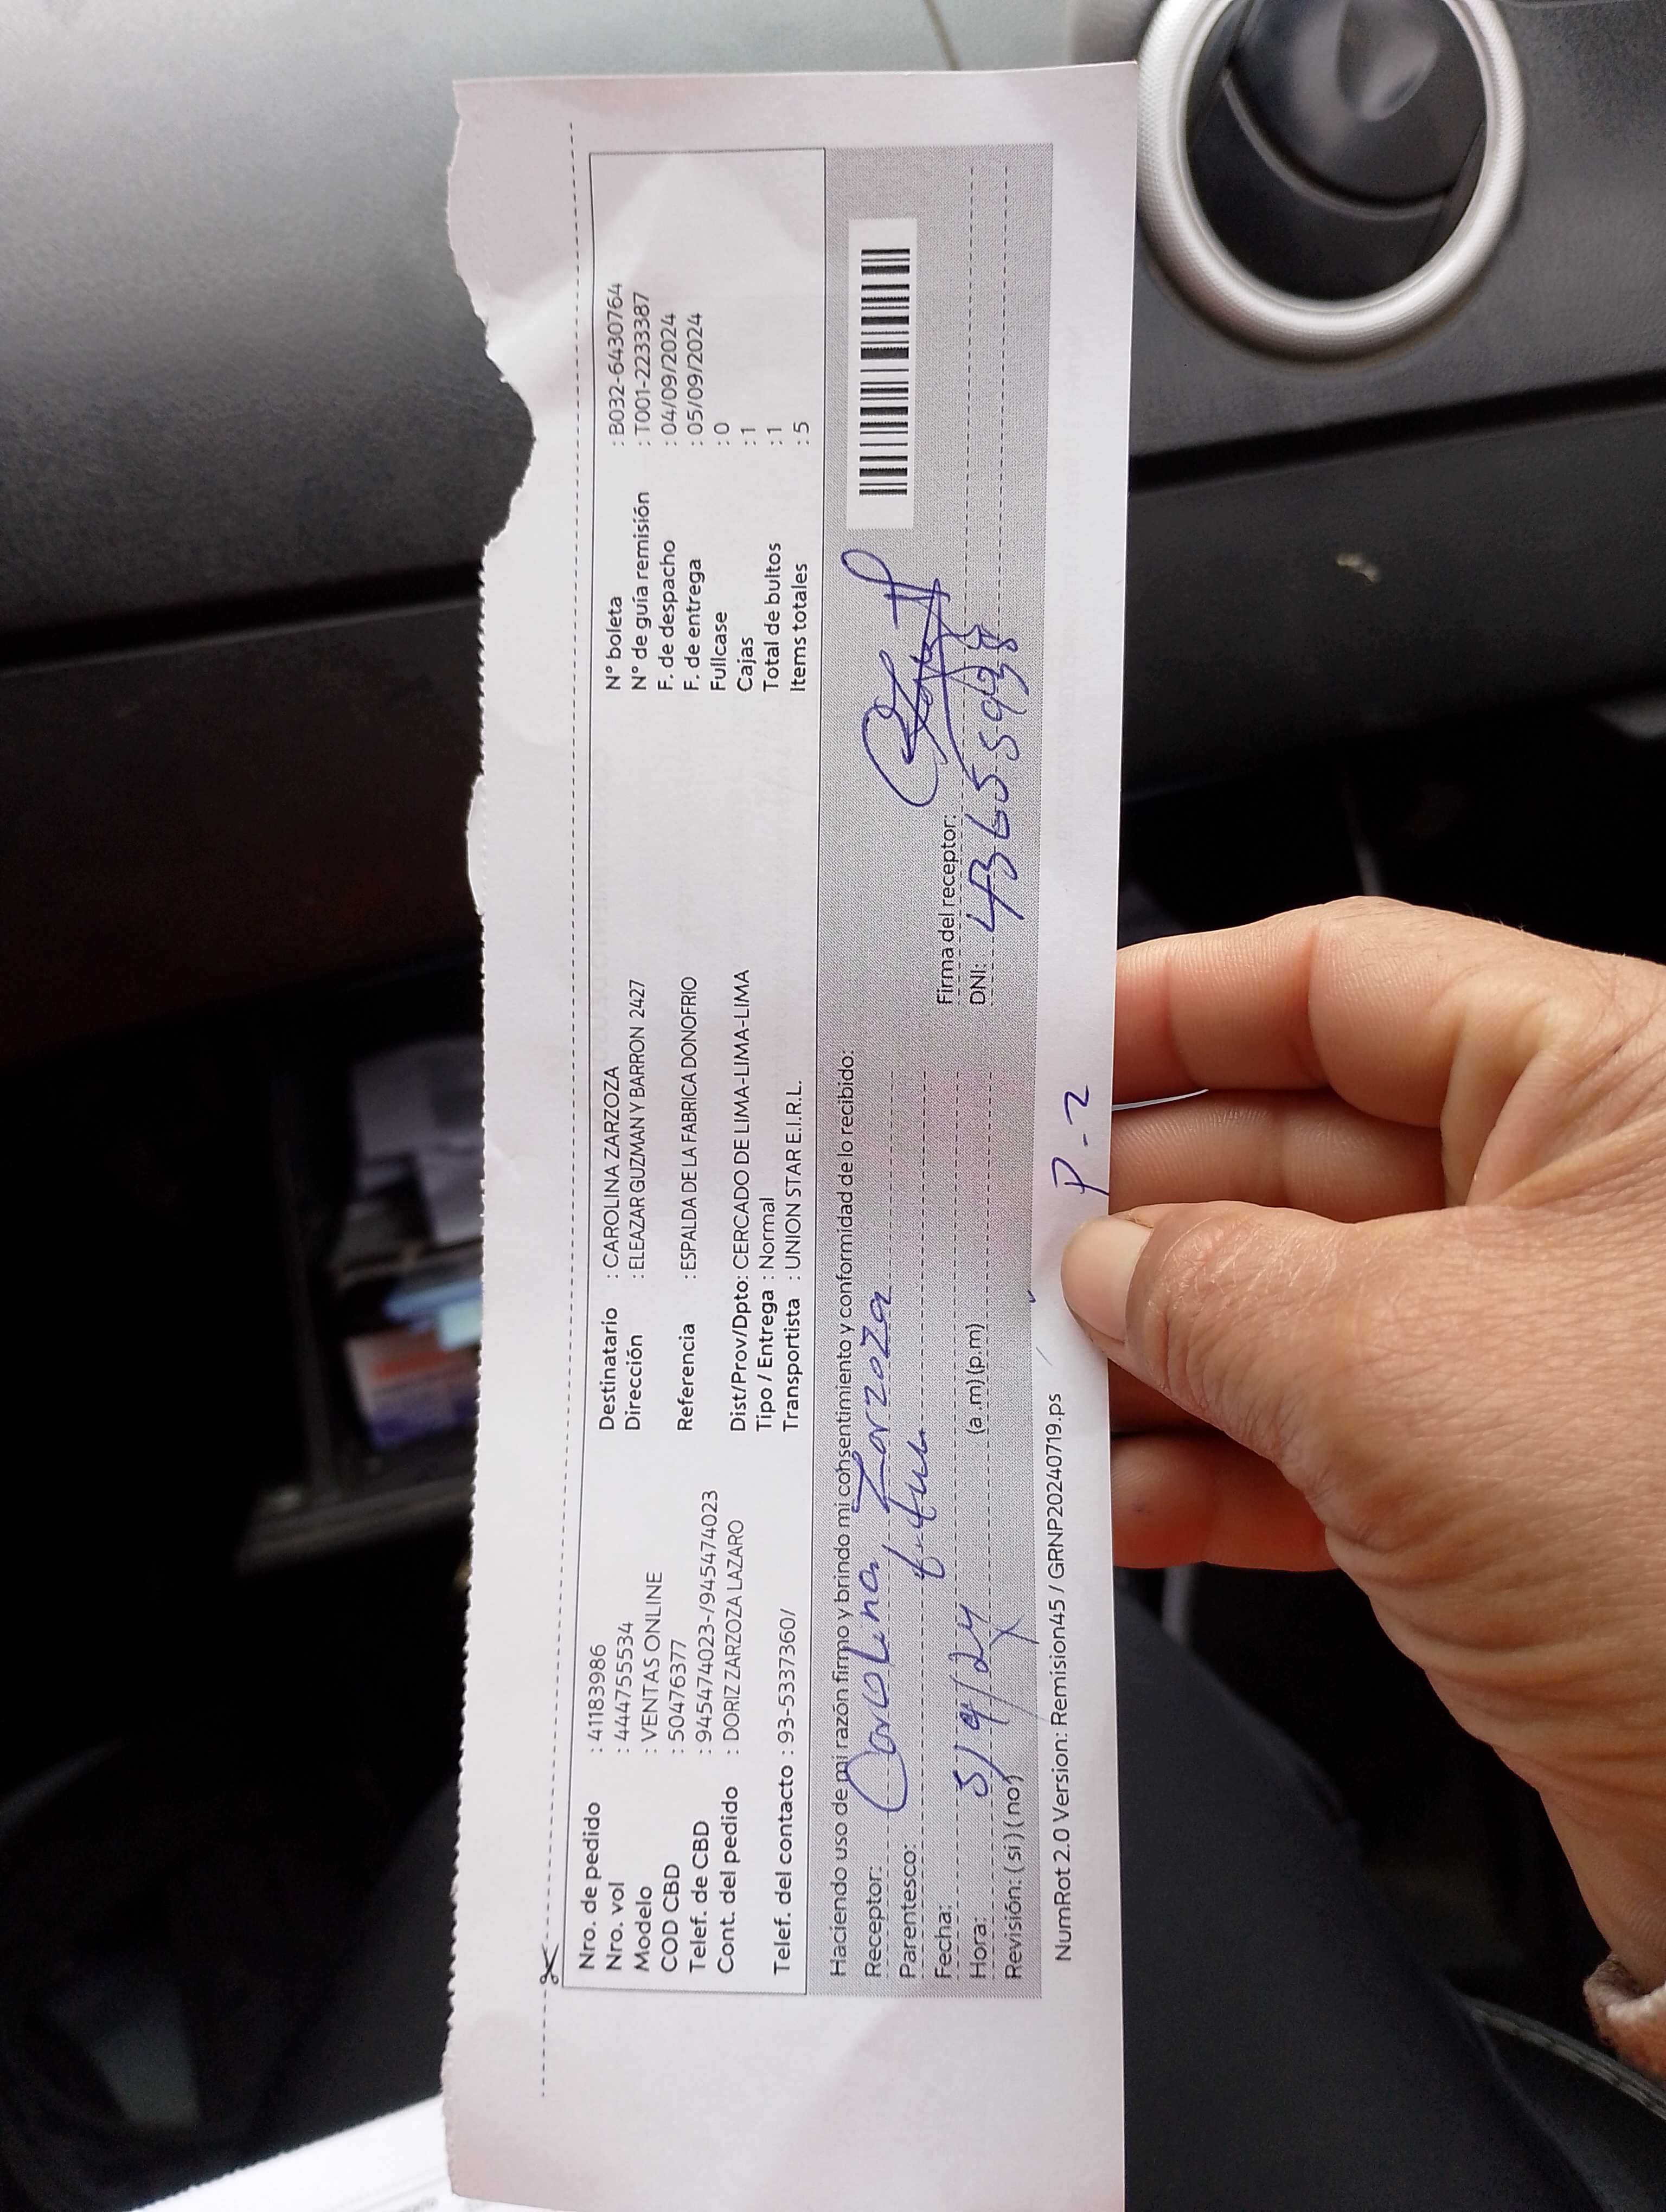 Nro. de pedido : 41183986
Nro. vol : 444755534
Modelo : VENTAS ONLINE
COD CBD : 50476377
Telef. de CBD : 945474023-/945474023
Cont. del pedido : DORIZ ZARZOZA LAZARO
Telef. del contacto : 93-5337360/
Destinatario : CAROLINA ZARZOZA
Dirección : ELEAZAR GUZMAN Y BARRON 2427
Referencia : ESPALDA DE LA FABRICA DONOFRIO
Dist/Prov/Dpto: CERCADO DE LIMA-LIMA-LIMA
Tipo / Entrega : Normal
Transportista : UNION STAR E.I.R.L.
N° boleta : B032-6430764
N° de guía remisión : T001-2233387
F. de despacho : 04/09/2024
F. de entrega : 05/09/2024
Fullcase : 0
Cajas : 1
Total de bultos : 1
Items totales : 5
Haciendo uso de mi razón firmo y brindo mi consentimiento y conformidad de lo recibido:
Receptor: Carolina Zarzoza
Parentesco:
Fecha: 5/9/24
Hora: (a.m) (p.m)
Revisión: (si) (no)
Firma del receptor:
DNI: 43655938
P-2
NumRot 2.0 Version: Remision45 / GRNP20240719.ps